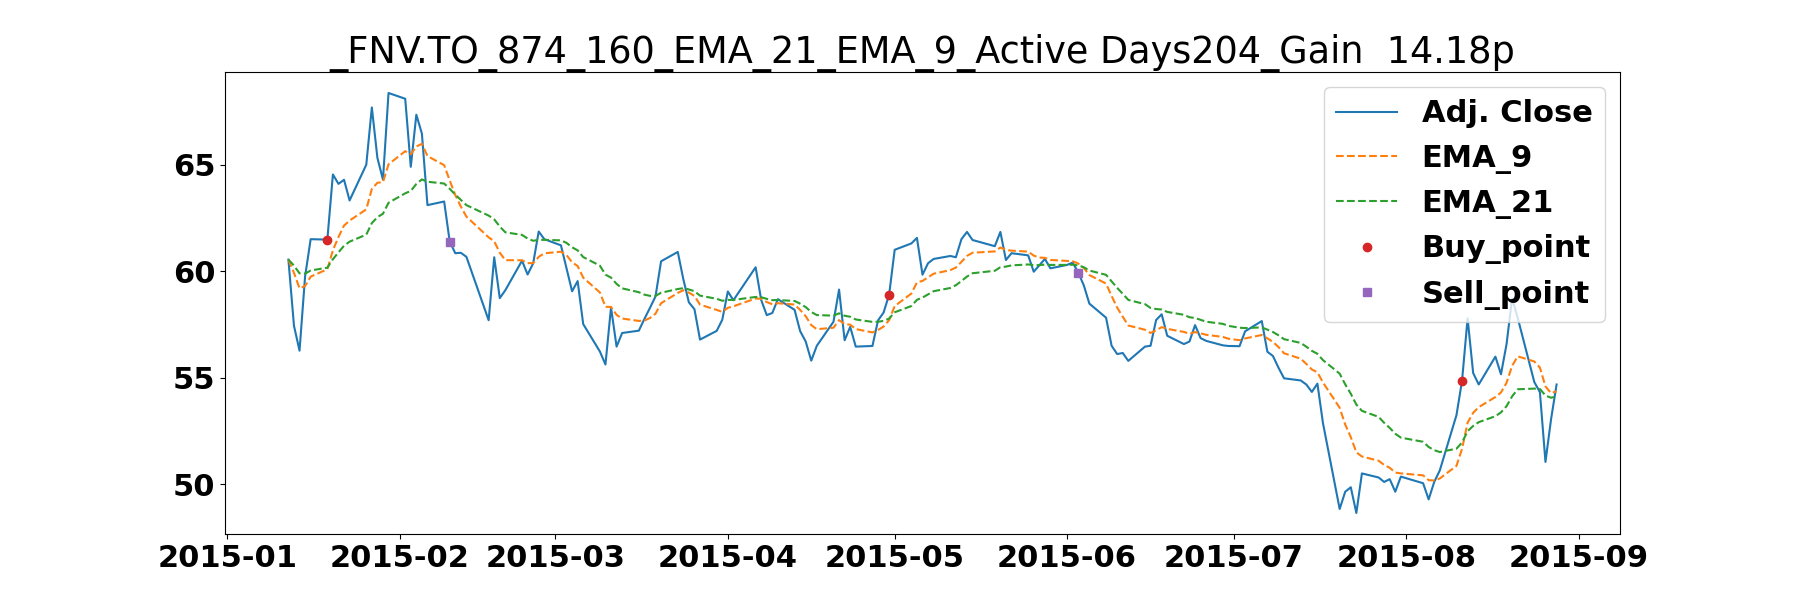 _FNV.TO_874_160_EMA_21_EMA_9_Active Days204_Gain  14.18p
Adj. Close
EMA_9
EMA_21
Buy_point
Sell_point
65
60
55
50
2015-01 2015-02 2015-03 2015-04 2015-05 2015-06 2015-07 2015-08 2015-09